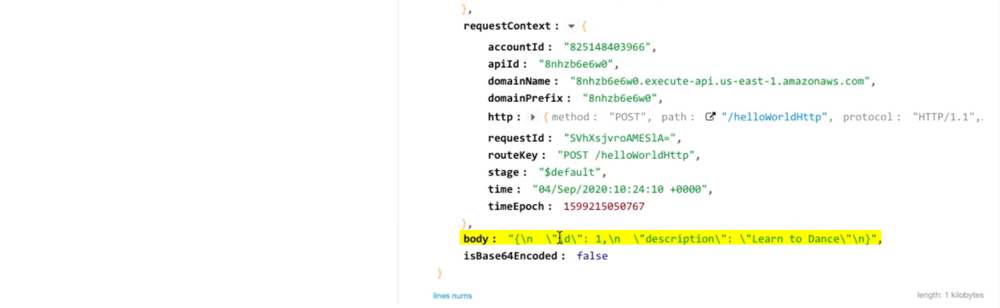 },
requestContext : ▼ {
accountId : "825148403966",
apiId : "8nhzb6e6w0",
domainName : "8nhzb6e6w0.execute-api.us-east-1.amazonaws.com",
domainPrefix : "8nhzb6e6w0",
http : ▶ { method : "POST", path : "/helloWorldHttp", protocol : "HTTP/1.1",.
requestId : "SVhXsjvroAMESlA=",
routeKey : "POST /helloWorldHttp",
stage : "$default",
time : "04/Sep/2020:10:24:10 +0000",
timeEpoch : 1599215050767
},
body : "{\n  \"id\": 1,\n  \"description\": \"Learn to Dance\"\n}",
isBase64Encoded : false
}
lines nums length: 1 kilobytes